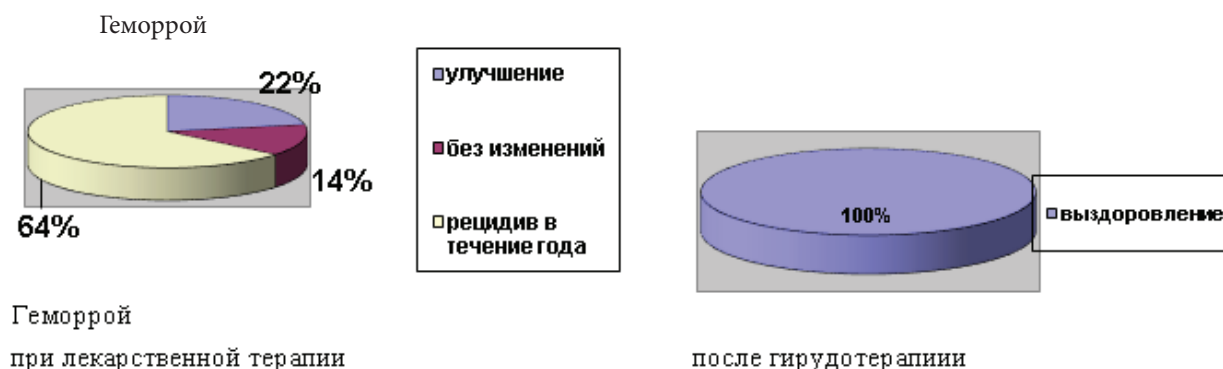 Геморрой
22%
14%
64%
улучшение
без изменений
рецидив в
течение года
100%
выздоровление
Геморрой
при лекарственной терапии
после гирудотерапиии